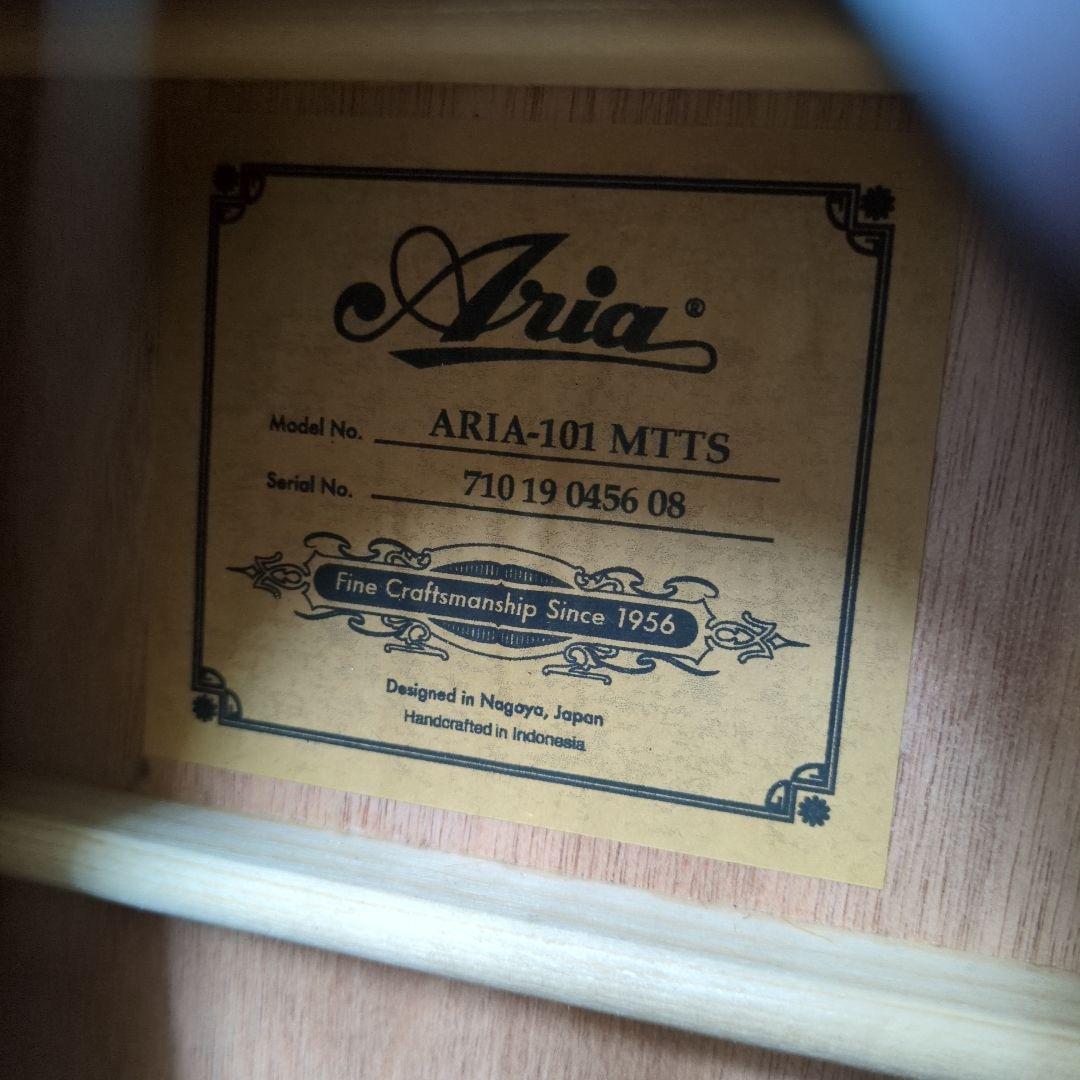 Aria®
Model No. ARIA-101 MTTS
Serial No. 710 19 0456 08
Fine Craftsmanship Since 1956
Designed in Nagoya, Japan
Handcrafted in Indonesia